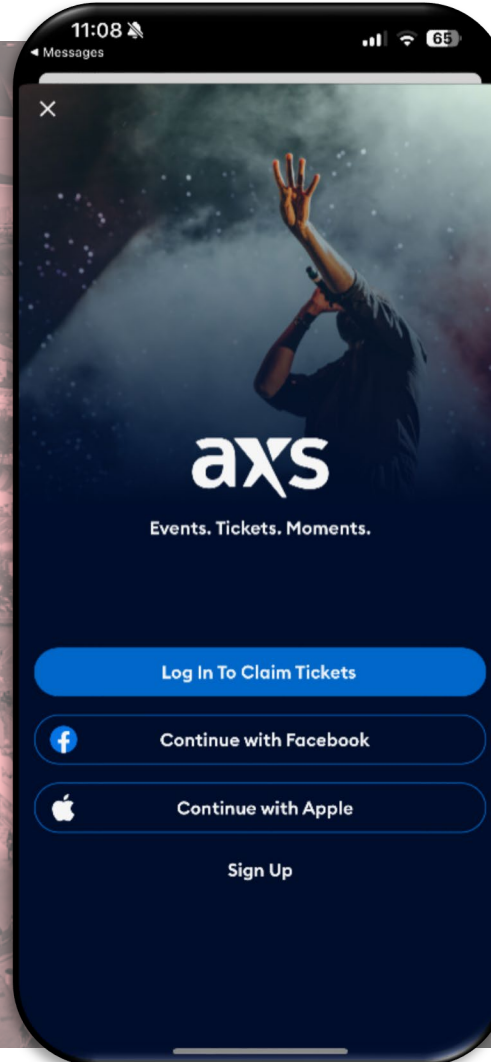 11:08
Messages
65
axs
Events. Tickets. Moments.
Log In To Claim Tickets
Continue with Facebook
Continue with Apple
Sign Up